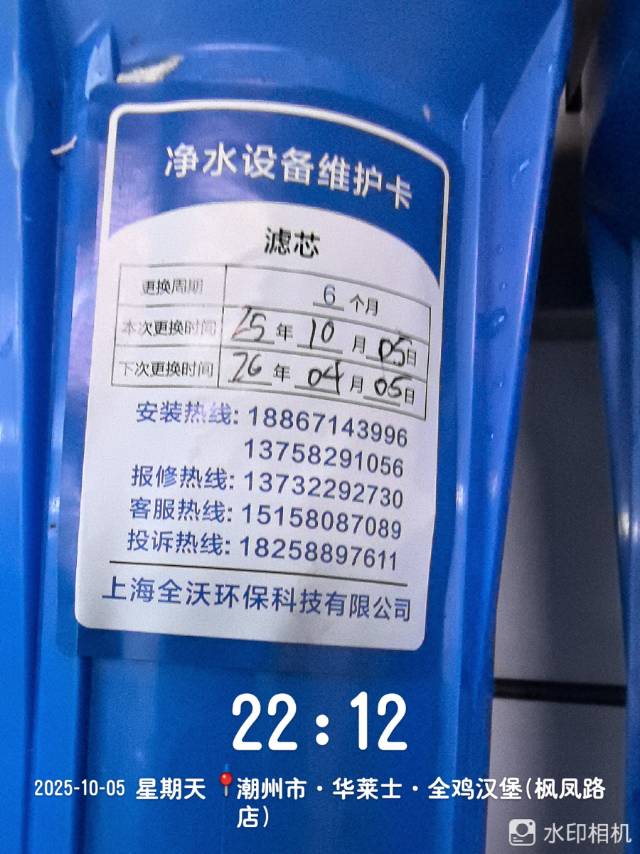 净水设备维护卡
滤芯
更换周期 6 个月
本次更换时间 25 年 10 月 05 日
下次更换时间 26 年 04 月 05 日
安装热线: 18867143996
13758291056
报修热线: 13732292730
客服热线: 15158087089
投诉热线: 18258897611
上海全沃环保科技有限公司
22:12
2025-10-05 星期天 潮州市·华莱士·全鸡汉堡(枫凤路
店)
水印相机